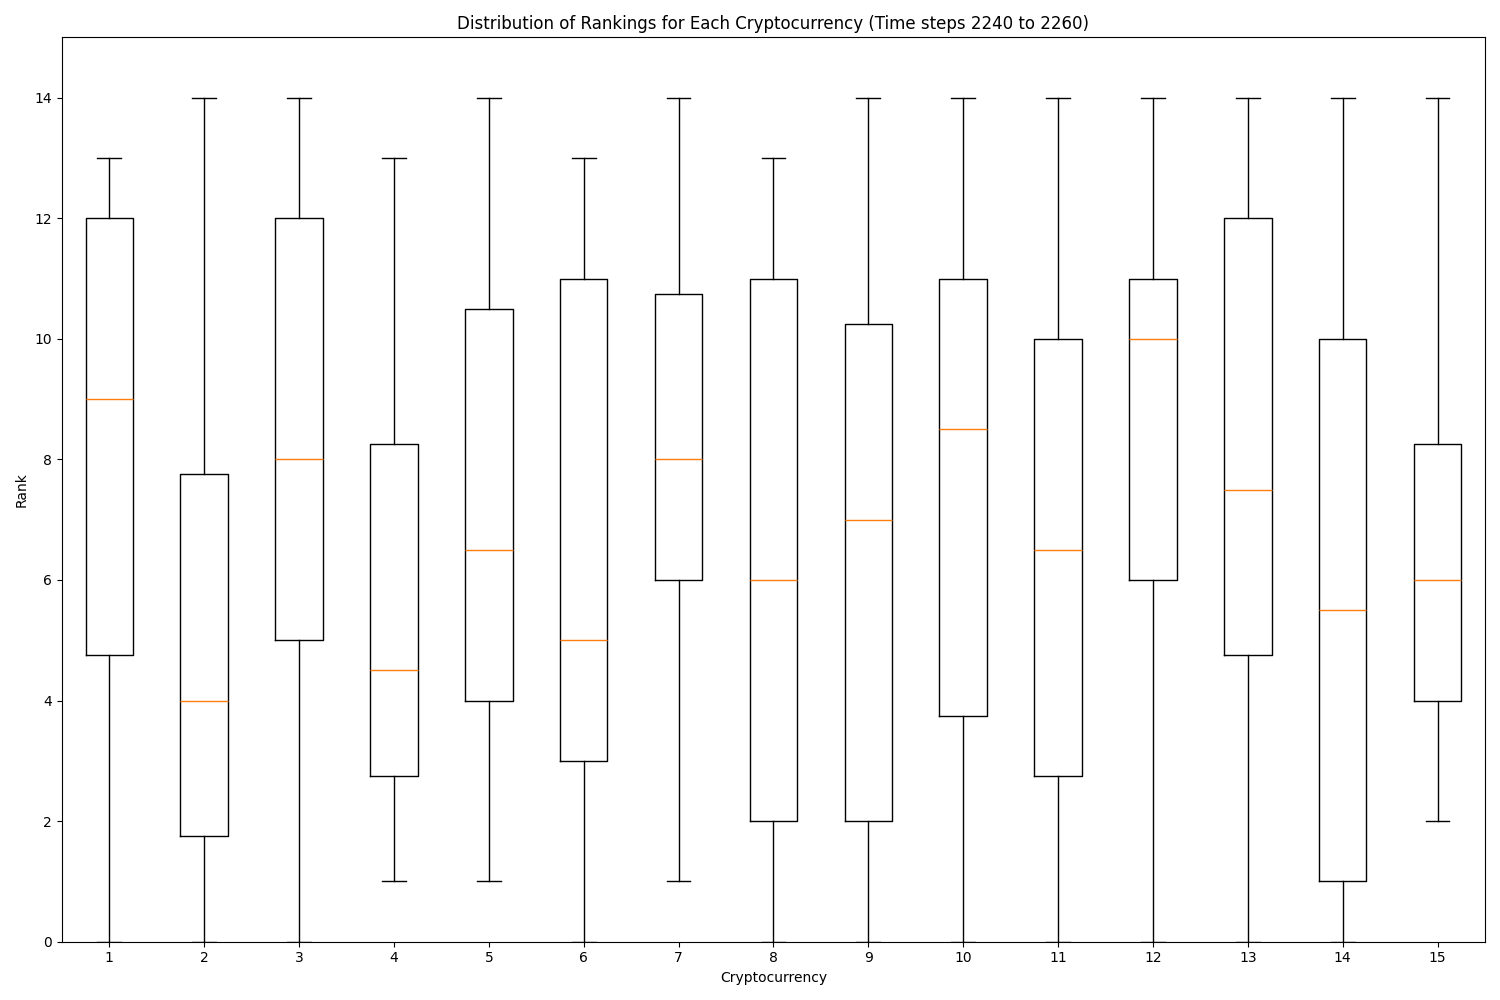 Distribution of Rankings for Each Cryptocurrency (Time steps 2240 to 2260)
Rank
14
12
10
8
6
4
2
0
1 2 3 4 5 6 7 8 9 10 11 12 13 14 15
Cryptocurrency